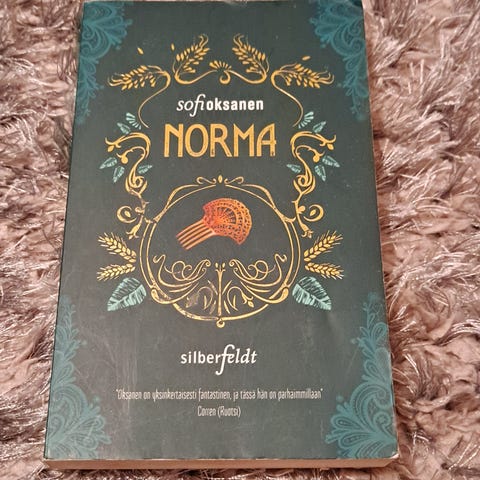 sofioksanen
NORMA
silberfeldt
"Oksanen on yksinkertaisesti fantastinen, ja tässä hän on parhaimmillaan"
Corren (Ruotsi)